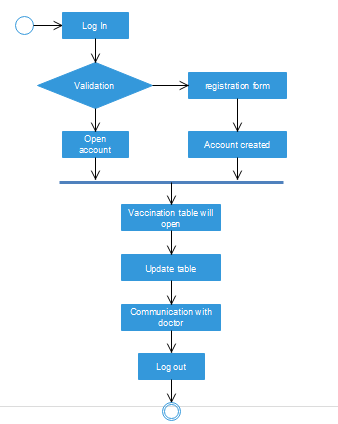 Log In
Validation
registration form
Open
account
Account created
Vaccination table will
open
Update table
Communication with
doctor
Log out